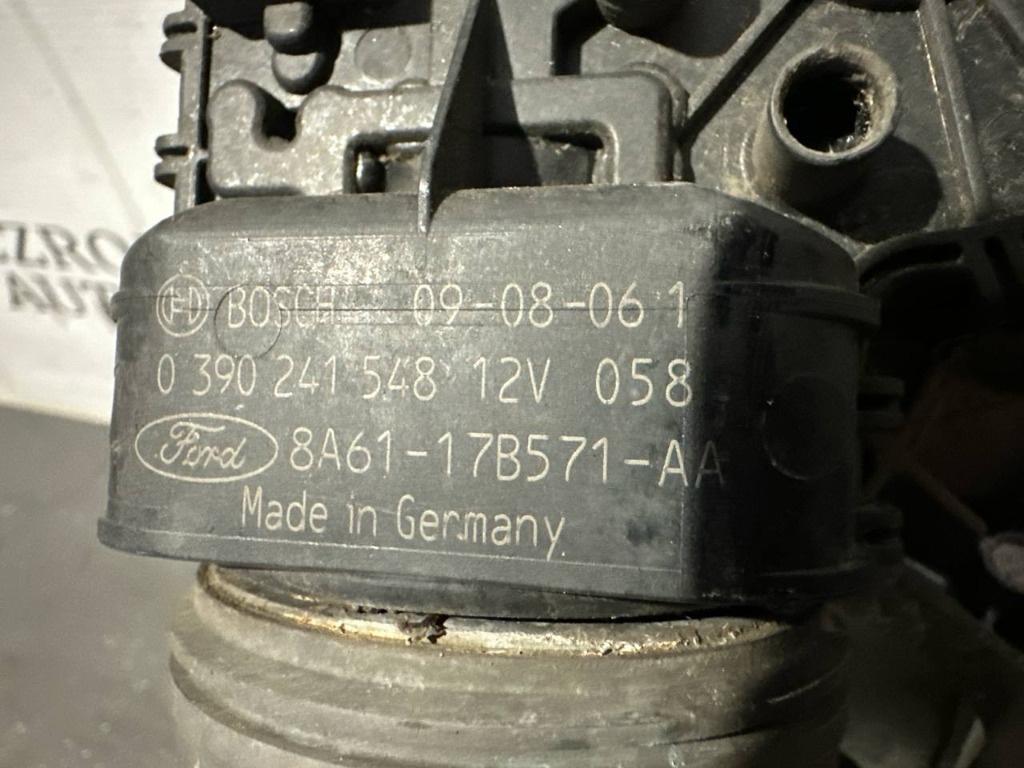 BOSCH 09-08-06 1
0 390 241 548 12V 058
Ford 8A61-17B571-AA
Made in Germany